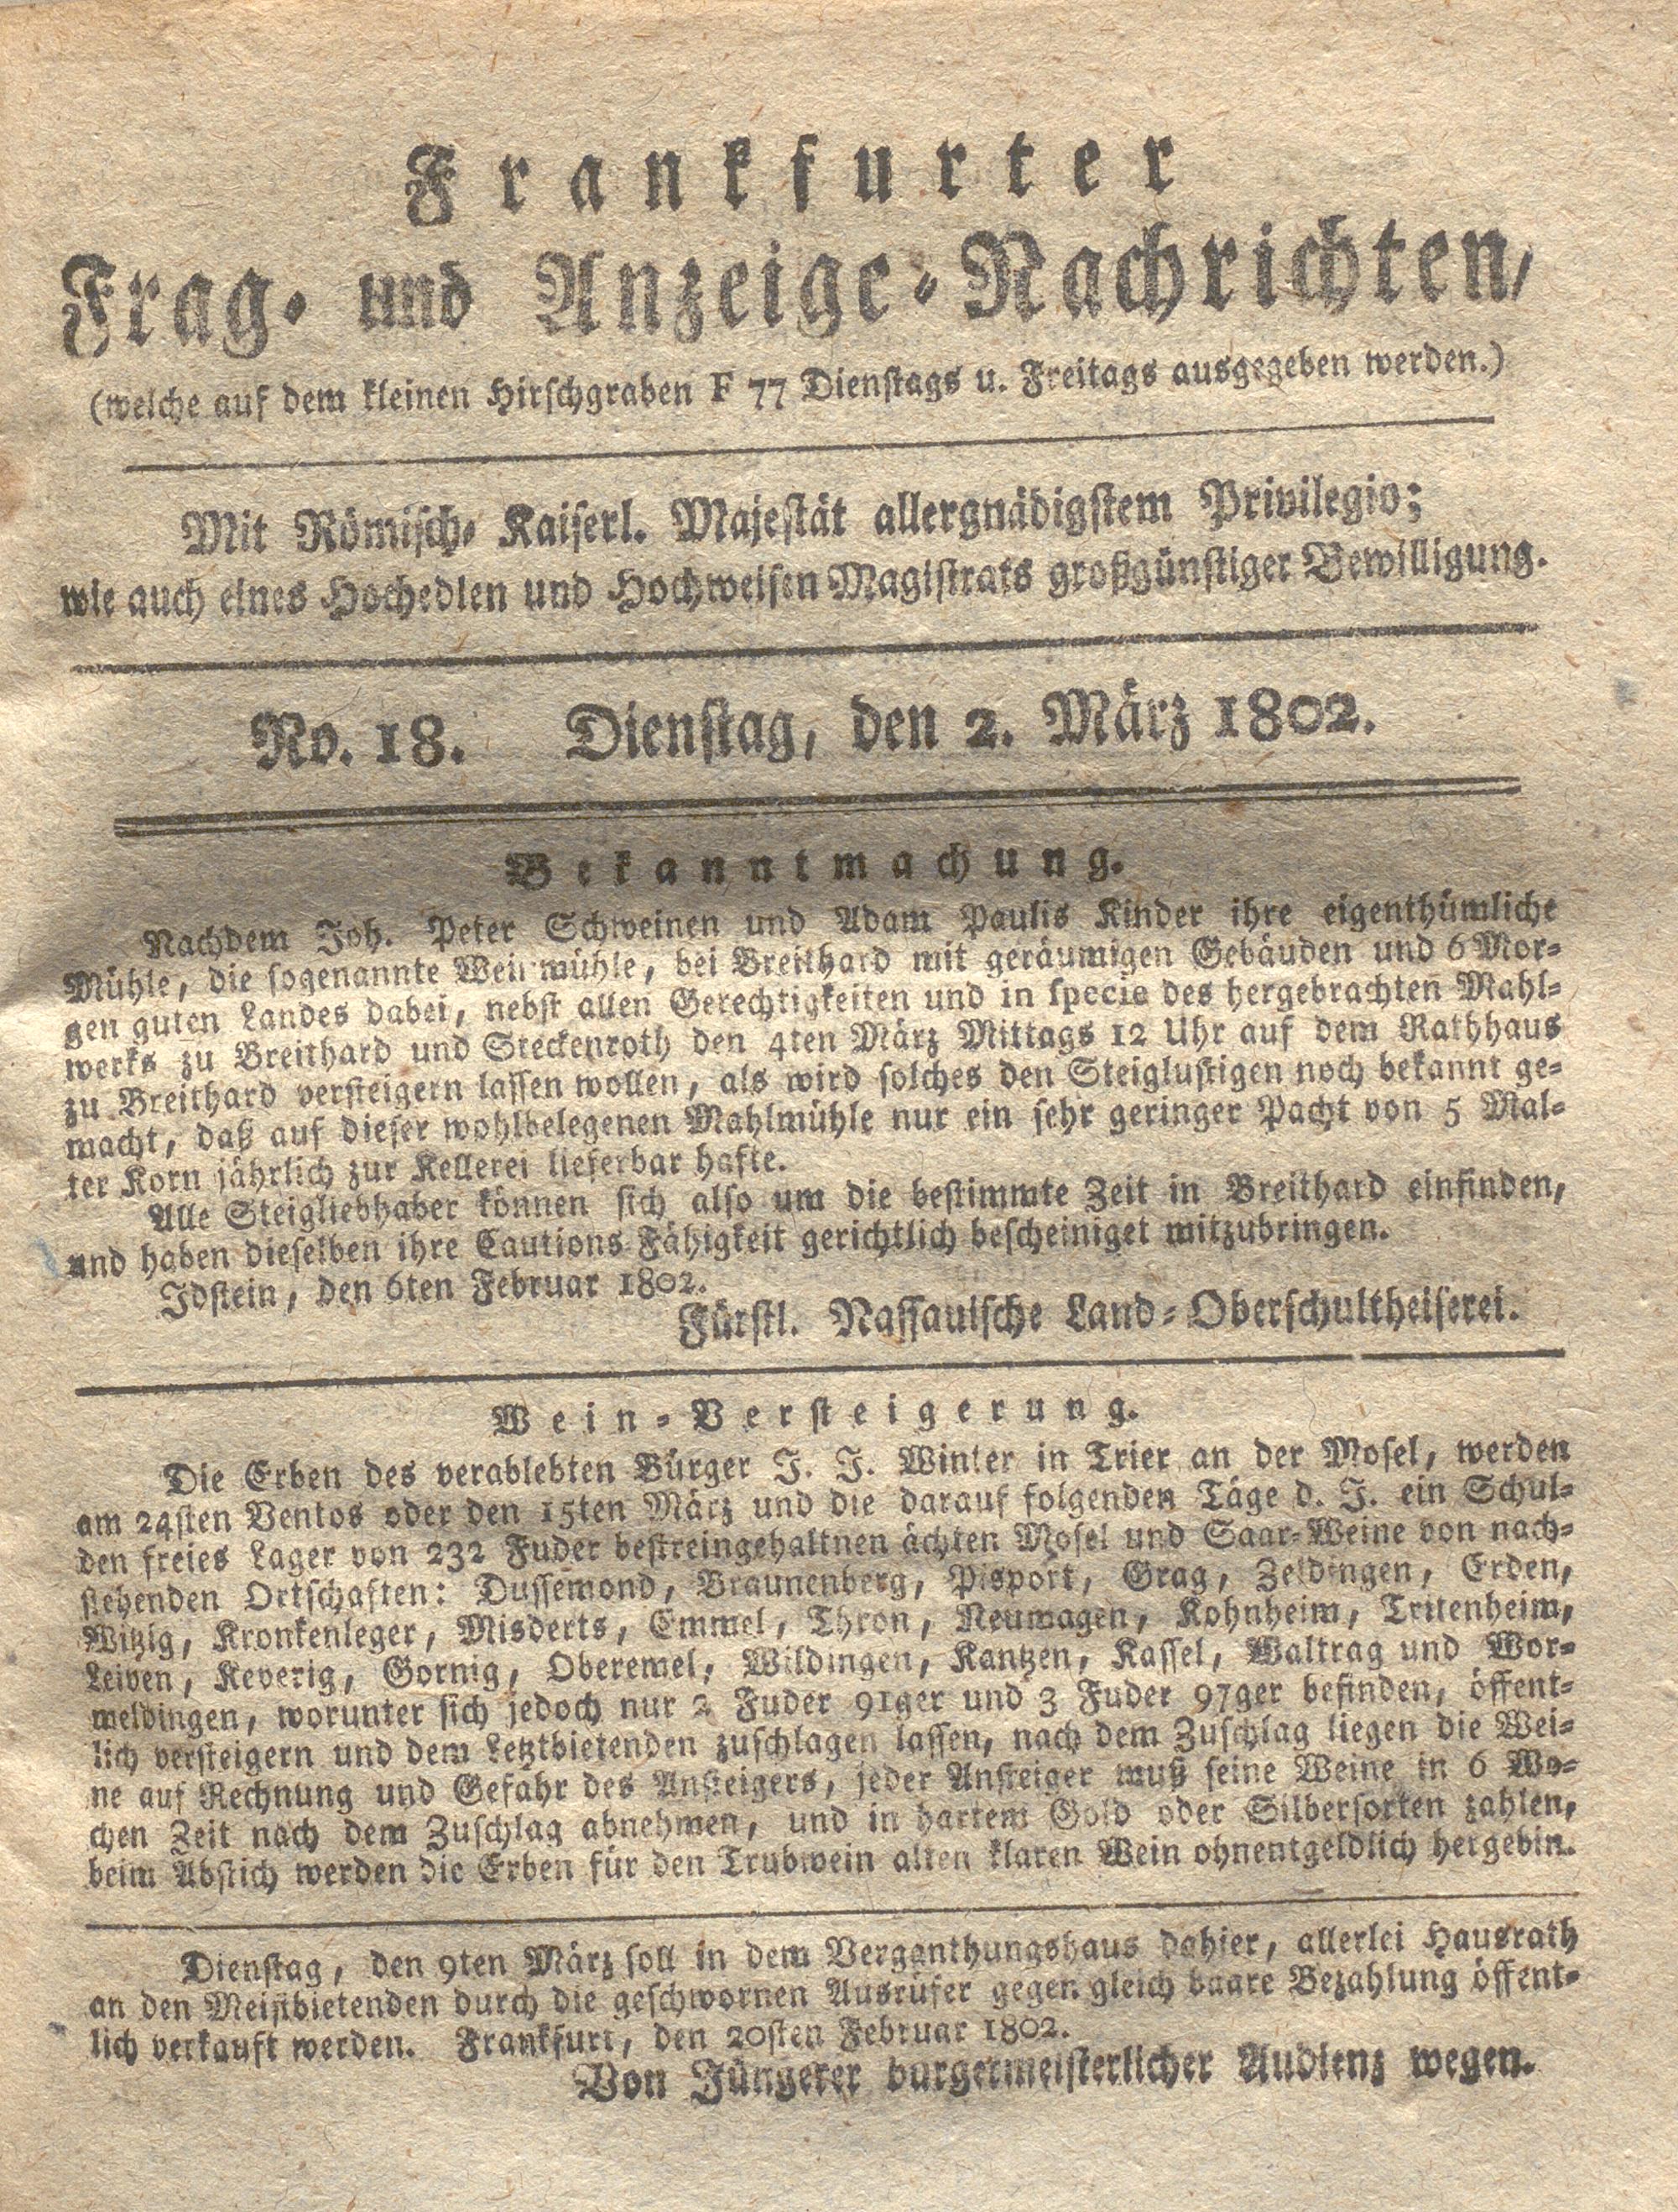 Frankfurter
Frag- und Anzeige-Nachrichten,
(welche auf dem kleinen Hirschgraben F 77 Dienstags u. Freitags ausgegeben werden.)
Mit Römisch- Kaiserl. Majestät allergnädigstem Privilegio;
wie auch eines Hochedlen und Hochweisen Magistrats großgünstiger Bewilligung.
No. 18. Dienstag, den 2. März 1802.
Bekanntmachung.
Nachdem Joh. Peter Schweinen und Adam Paulis Kinder ihre eigenthümliche
Mühle, die sogenannte Weirmühle, bei Breithard mit geräumigen Gebäuden und 6 Mor-
gen guten Landes dabei, nebst allen Gerechtigkeiten und in specie des hergebrachten Mahl-
werks zu Breithard und Steckenroth den 4ten März Mittags 12 Uhr auf dem Rathhaus
zu Breithard versteigern lassen wollen, als wird solches den Steiglustigen noch bekannt ge-
macht, daß auf dieser wohlbelegenen Mahlmühle nur ein sehr geringer Pacht von 5 Mal-
ter Korn jährlich zur Kellerei lieferbar hafte.
Alle Steigliebhaber können sich also um die bestimmte Zeit in Breithard einfinden,
und haben dieselben ihre Cautions-Fähigkeit gerichtlich bescheiniget mitzubringen.
Idstein, den 6ten Februar 1802.
Fürstl. Nassauische Land-Oberschultheiserei.
Wein-Versteigerung.
Die Erben des verablebten Bürger J. J. Winter in Trier an der Mosel, werden
am 24sten Ventos oder den 15ten März und die darauf folgenden Täge d. J. ein Schul-
den freies Lager von 232 Fuder bestreingehaltnen ächten Mosel und Saar-Weine von nach-
stehenden Ortschaften: Dussemond, Braunenberg, Pisport, Grag, Zeldingen, Erden,
Witzig, Kronkenleger, Misderts, Emmel, Thron, Neumagen, Kohnheim, Trittenheim,
Leiven, Keverig, Gornig, Oberemel, Wildingen, Kantzen, Kassel, Waltrag und Wor-
meldingen, worunter sich jedoch nur 2 Fuder 91ger und 3 Fuder 97ger befinden, öffent-
lich versteigern und dem Letztbietenden zuschlagen lassen, nach dem Zuschlag liegen die Wei-
ne auf Rechnung und Gefahr des Ansteigers, jeder Ansteiger muß seine Weine in 6 Wo-
chen Zeit nach dem Zuschlag abnehmen, und in hartem Gold oder Silbersorten zahlen,
beim Abstich werden die Erben für den Trubwein alten klaren Wein ohnentgeldlich hergebin.
Dienstag, den 9ten März soll in dem Verganthungshaus dahier, allerlei Hausrath
an den Meistbietenden durch die geschwornen Ausrüfer gegen gleich baare Bezahlung öffent-
lich verkauft werden. Frankfurt, den 20sten Februar 1802.
Von Jüngerer burgermeisterlicher Audienz wegen.